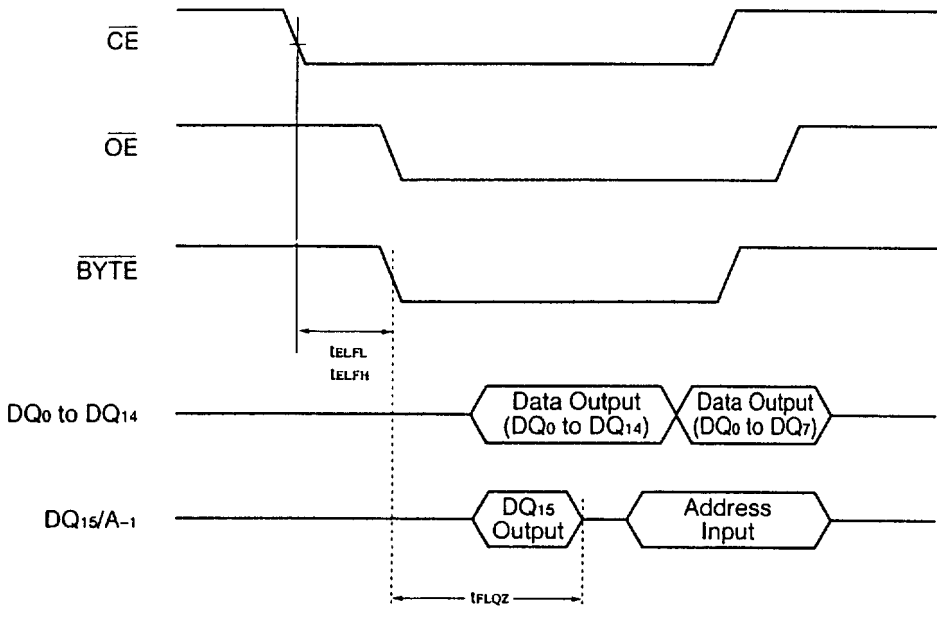 CE
OE
BYTE
tELFL
tELFH
DQ0 to DQ14
Data Output
(DQ0 to DQ14)
Data Output
(DQ0 to DQ7)
DQ15/A-1
DQ15
Output
Address
Input
tFLQZ